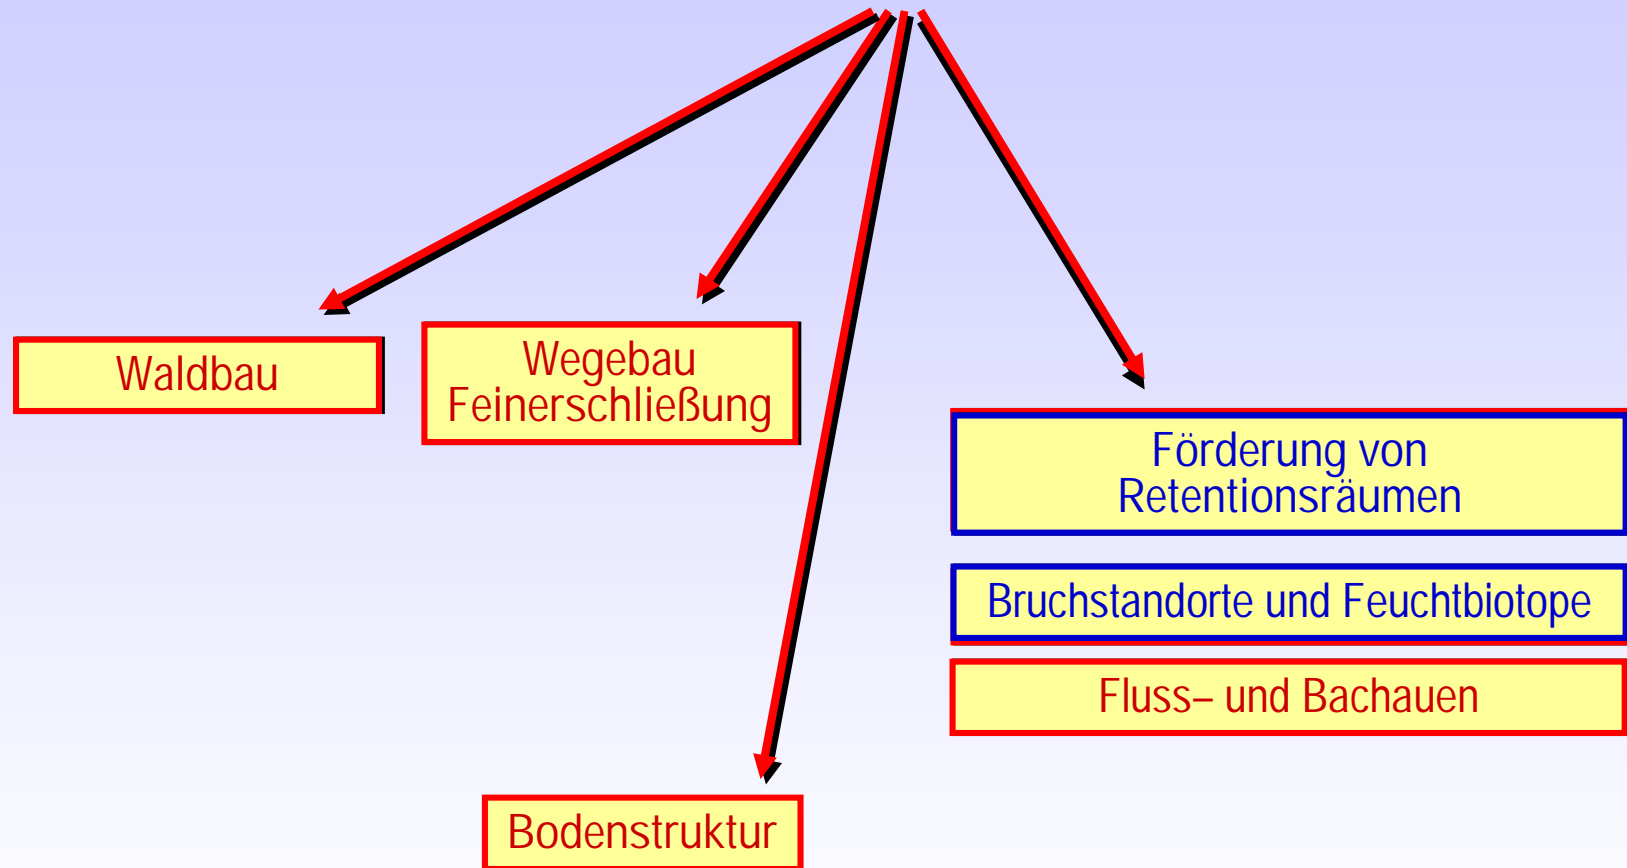 Waldbau
Wegebau
Feinerschließung
Förderung von
Retentionsräumen
Bruchstandorte und Feuchtbiotope
Fluss– und Bachauen
Bodenstruktur